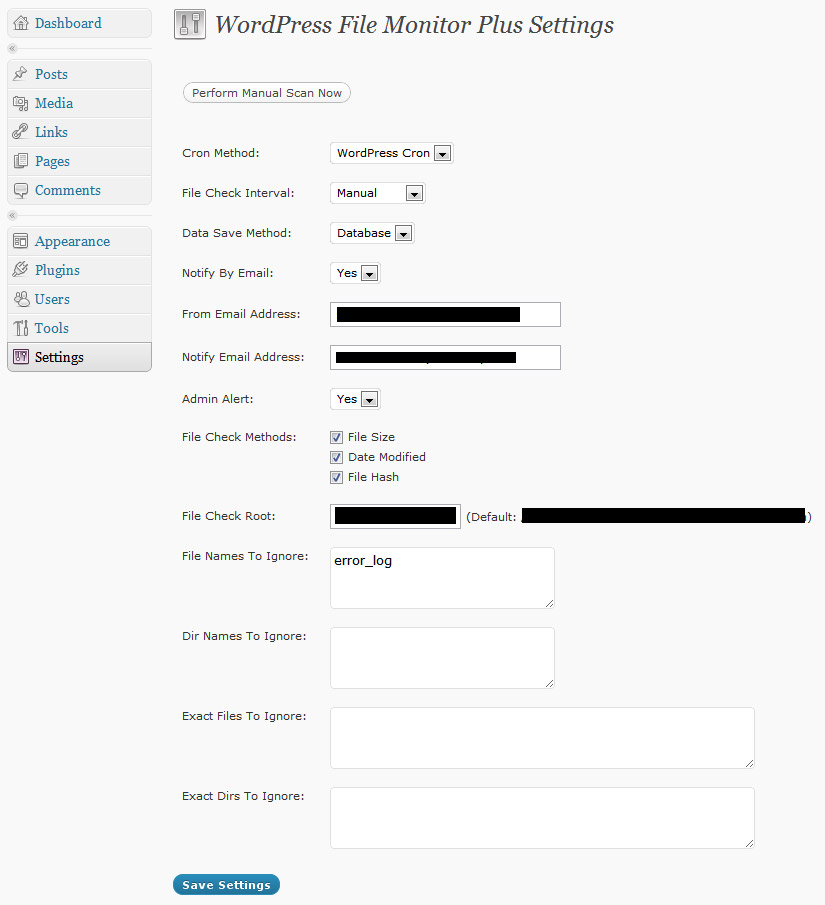 Dashboard
WordPress File Monitor Plus Settings
Posts
Media
Links
Pages
Comments
Appearance
Plugins
Users
Tools
Settings
Perform Manual Scan Now
Cron Method: WordPress Cron
File Check Interval: Manual
Data Save Method: Database
Notify By Email: Yes
From Email Address:
Notify Email Address:
Admin Alert: Yes
File Check Methods: File Size
Date Modified
File Hash
File Check Root: (Default: )
File Names To Ignore: error_log
Dir Names To Ignore:
Exact Files To Ignore:
Exact Dirs To Ignore:
Save Settings